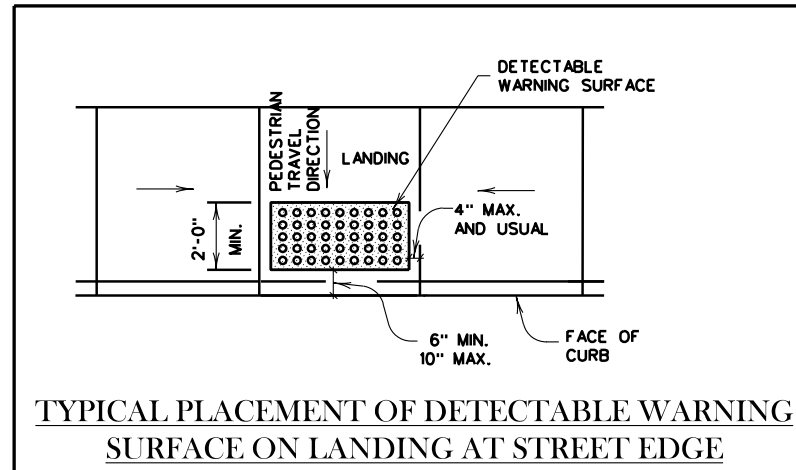 DETECTABLE
WARNING SURFACE
PEDESTRIAN
TRAVEL
DIRECTION
LANDING
2'-0"
MIN.
4" MAX.
AND USUAL
6" MIN.
10" MAX.
FACE OF
CURB
TYPICAL PLACEMENT OF DETECTABLE WARNING
SURFACE ON LANDING AT STREET EDGE